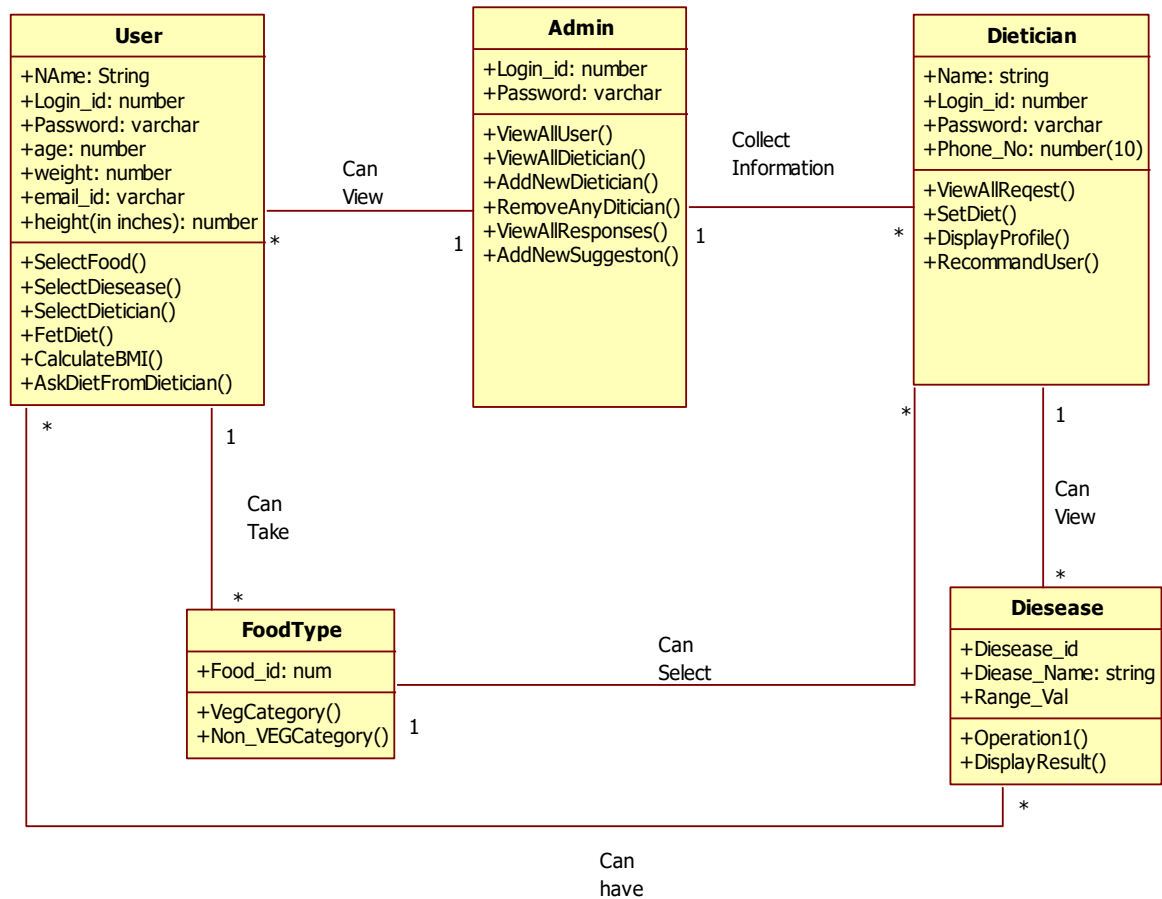 User
+NAme: String
+Login_id: number
+Password: varchar
+age: number
+weight: number
+email_id: varchar
+height(in inches): number
+SelectFood()
+SelectDiesease()
+SelectDietician()
+FetDiet()
+CalculateBMI()
+AskDietFromDietician()
Can
View
*
1
Admin
+Login_id: number
+Password: varchar
+ViewAllUser()
+ViewAllDietician()
+AddNewDietician()
+RemoveAnyDitician()
+ViewAllResponses()
+AddNewSuggeston()
Collect
Information
1
*
Dietician
+Name: string
+Login_id: number
+Password: varchar
+Phone_No: number(10)
+ViewAllReqest()
+SetDiet()
+DisplayProfile()
+RecommandUser()
*
1
Can
Take
*
*
1
Can
View
*
FoodType
+Food_id: num
+VegCategory()
+Non_VEGCategory()
1
Can
Select
Diesease
+Diesease_id
+Diease_Name: string
+Range_Val
+Operation1()
+DisplayResult()
*
Can
have